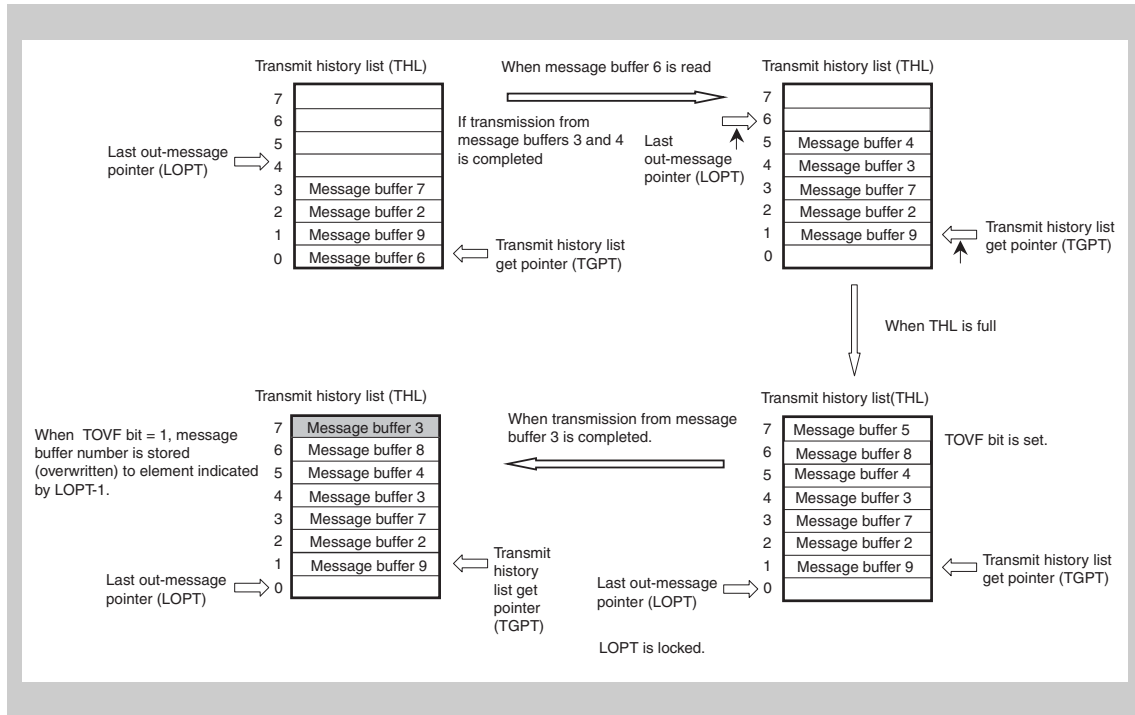 Transmit history list (THL)
7
6
5
4
3 Message buffer 7
2 Message buffer 2
1 Message buffer 9
0 Message buffer 6
Last out-message
pointer (LOPT)
Transmit history list
get pointer (TGPT)
When message buffer 6 is read
If transmission from
message buffers 3 and 4
is completed
Transmit history list (THL)
7
6
5 Message buffer 4
4 Message buffer 3
3 Message buffer 7
2 Message buffer 2
1 Message buffer 9
0
Last
out-message
pointer (LOPT)
Transmit history list
get pointer (TGPT)
When THL is full
Transmit history list(THL)
7 Message buffer 5
6 Message buffer 8
5 Message buffer 4
4 Message buffer 3
3 Message buffer 7
2 Message buffer 2
1 Message buffer 9
0
TOVF bit is set.
Transmit history list
get pointer (TGPT)
Last out-message
pointer (LOPT)
LOPT is locked.
When transmission from message
buffer 3 is completed.
Transmit history list (THL)
7 Message buffer 3
6 Message buffer 8
5 Message buffer 4
4 Message buffer 3
3 Message buffer 7
2 Message buffer 2
1 Message buffer 9
0
When TOVF bit = 1, message
buffer number is stored
(overwritten) to element indicated
by LOPT-1.
Last out-message
pointer (LOPT)
Transmit
history
list get
pointer
(TGPT)